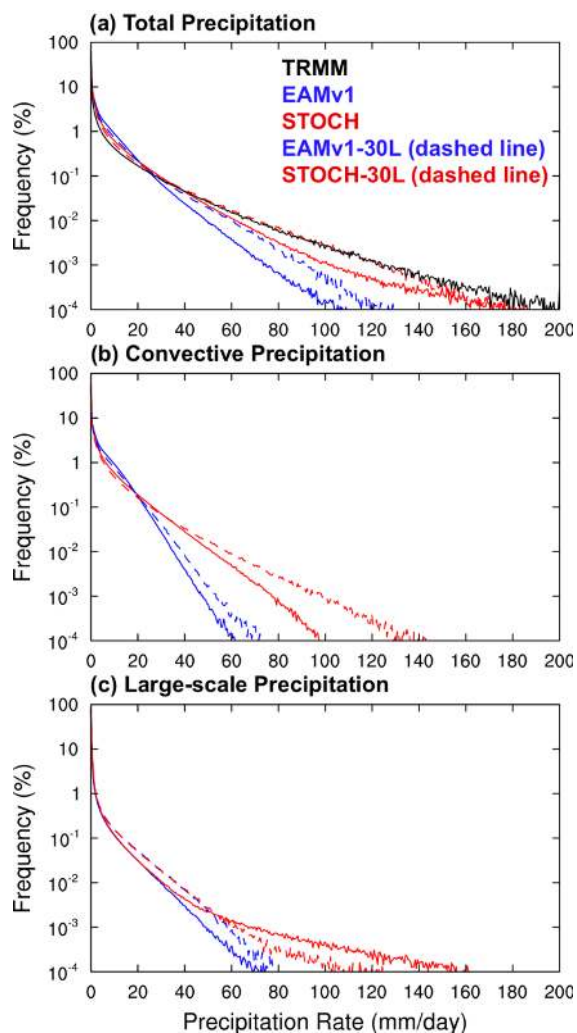 (a) Total Precipitation
100
10
1
10⁻¹
10⁻²
10⁻³
10⁻⁴
Frequency (%)
TRMM
EAMv1
STOCH
EAMv1-30L (dashed line)
STOCH-30L (dashed line)
0 20 40 60 80 100 120 140 160 180 200
(b) Convective Precipitation
100
10
1
10⁻¹
10⁻²
10⁻³
10⁻⁴
Frequency (%)
0 20 40 60 80 100 120 140 160 180 200
(c) Large-scale Precipitation
100
10
1
10⁻¹
10⁻²
10⁻³
10⁻⁴
Frequency (%)
0 20 40 60 80 100 120 140 160 180 200
Precipitation Rate (mm/day)